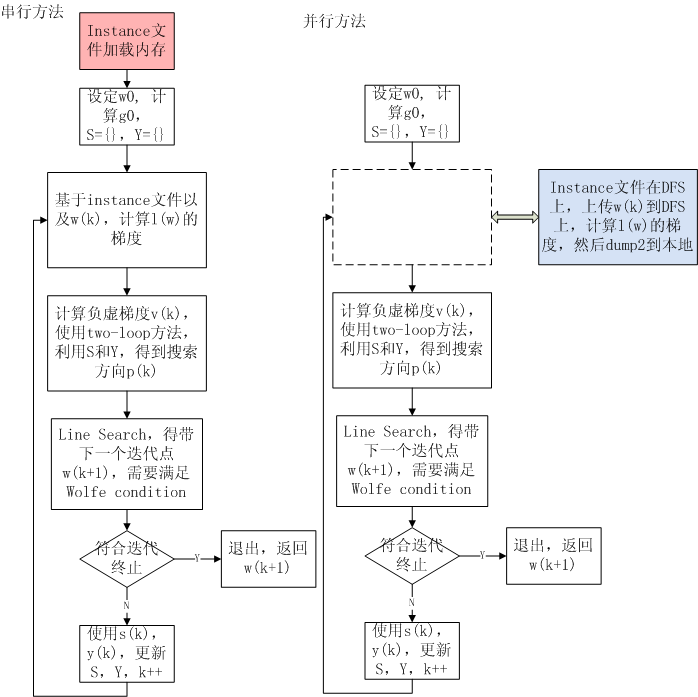 串行方法
Instance文
件加载内存
设定w0, 计
算g0,
S={}, Y={}
基于instance文件以
及w(k), 计算l(w)的
梯度
计算负虚梯度v(k),
使用two-loop方法,
利用S和Y, 得到搜索
方向p(k)
Line Search, 得带
下一个迭代点
w(k+1), 需要满足
Wolfe condition
符合迭代
终止
Y
退出, 返回
w(k+1)
N
使用s(k),
y(k), 更新
S, Y, k++
并行方法
设定w0, 计
算g0,
S={}, Y={}
Instance文件在DFS
上, 上传w(k)到DFS
上, 计算l(w)的梯
度, 然后dump2到本地
计算负虚梯度v(k),
使用two-loop方法,
利用S和Y, 得到搜索
方向p(k)
Line Search, 得带
下一个迭代点
w(k+1), 需要满足
Wolfe condition
符合迭代
终止
Y
退出, 返回
w(k+1)
N
使用s(k),
y(k), 更新
S, Y, k++